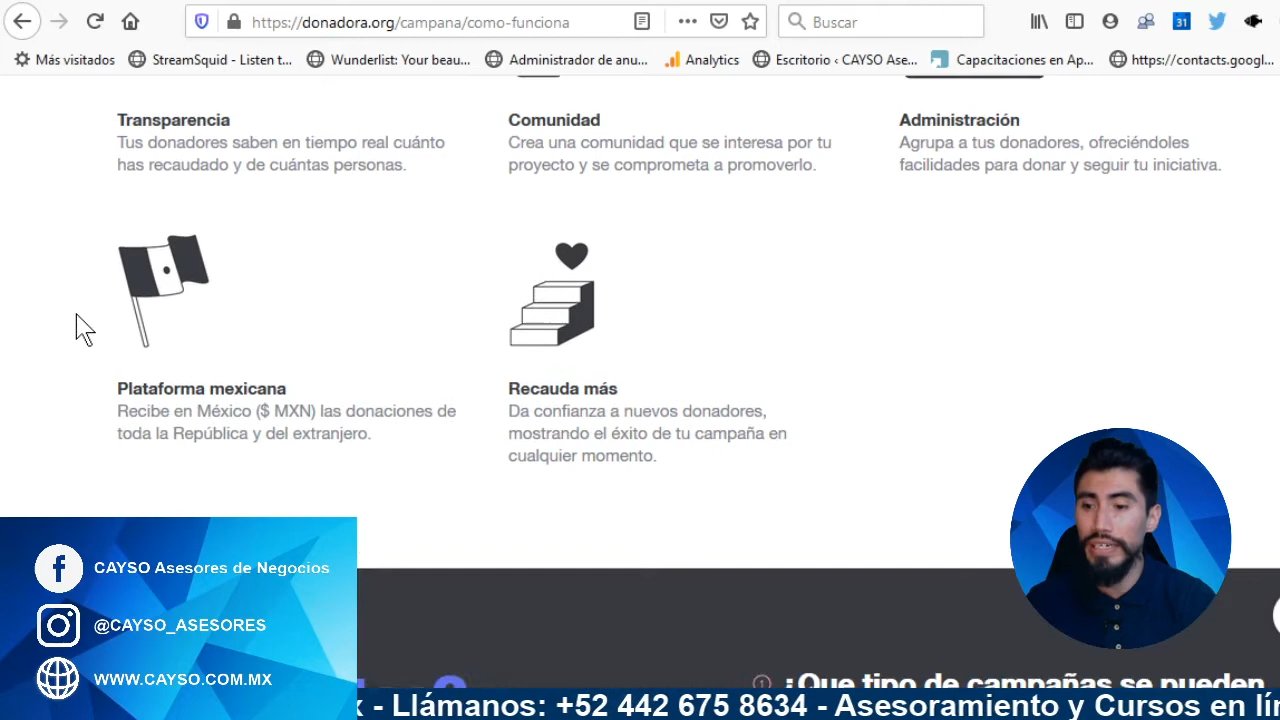 https://donadora.org/campana/como-funciona
Buscar
31
Más visitados
StreamSquid - Listen t...
Wunderlist: Your beau...
Administrador de anu...
Analytics
Escritorio ‹ CAYSO Ase...
Capacitaciones en Ap...
https://contacts.googl...
Transparencia
Tus donadores saben en tiempo real cuánto
has recaudado y de cuántas personas.
Comunidad
Crea una comunidad que se interesa por tu
proyecto y se comprometa a promoverlo.
Administración
Agrupa a tus donadores, ofreciéndoles
facilidades para donar y seguir tu iniciativa.
Plataforma mexicana
Recibe en México ($ MXN) las donaciones de
toda la República y del extranjero.
Recauda más
Da confianza a nuevos donadores,
mostrando el éxito de tu campaña en
cualquier momento.
CAYSO Asesores de Negocios
@CAYSO_ASESORES
WWW.CAYSO.COM.MX
1 ¿Que tipo de campañas se pueden
x - Llámanos: +52 442 675 8634 - Asesoramiento y Cursos en lí